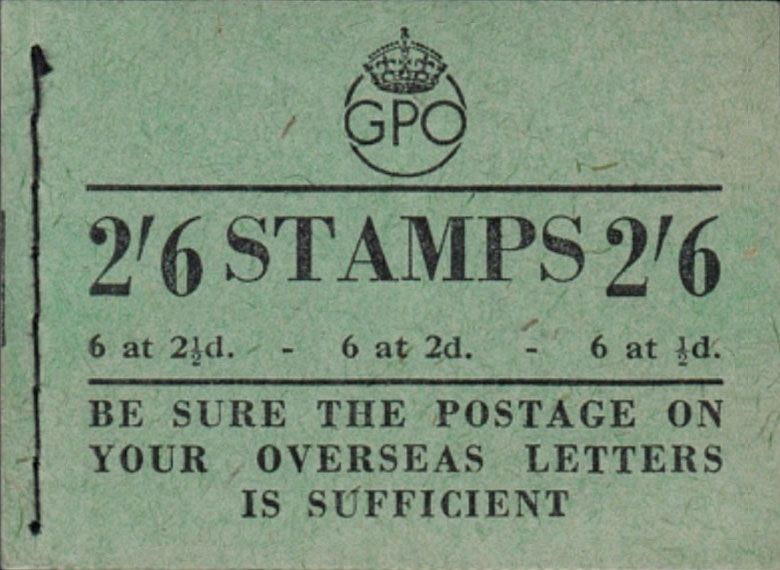 GPO
2'6 STAMPS 2'6
6 at 2½d. - 6 at 2d. - 6 at ½d.
BE SURE THE POSTAGE ON
YOUR OVERSEAS LETTERS
IS SUFFICIENT